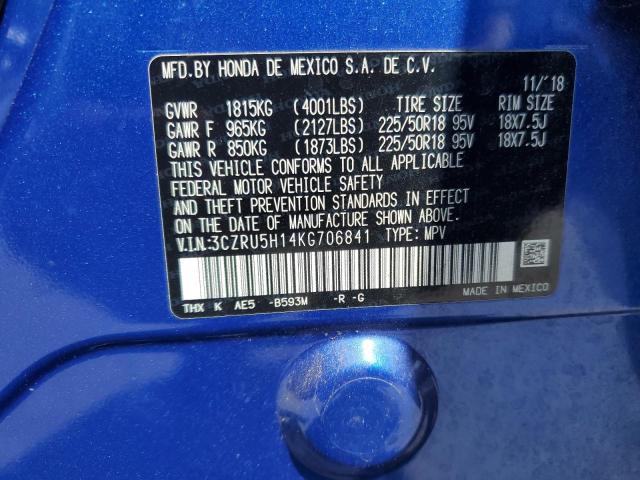 MFD.BY HONDA DE MEXICO S.A. DE C.V.
11/'18
GVWR 1815KG (4001LBS) TIRE SIZE RIM SIZE
GAWR F 965KG (2127LBS) 225/50R18 95V 18X7.5J
GAWR R 850KG (1873LBS) 225/50R18 95V 18X7.5J
THIS VEHICLE CONFORMS TO ALL APPLICABLE
FEDERAL MOTOR VEHICLE SAFETY
AND THEFT PREVENTION STANDARDS IN EFFECT
ON THE DATE OF MANUFACTURE SHOWN ABOVE.
V.I.N.:3CZRU5H14KG706841 TYPE: MPV
THX K AE5 -B593M -R -G
MADE IN MEXICO